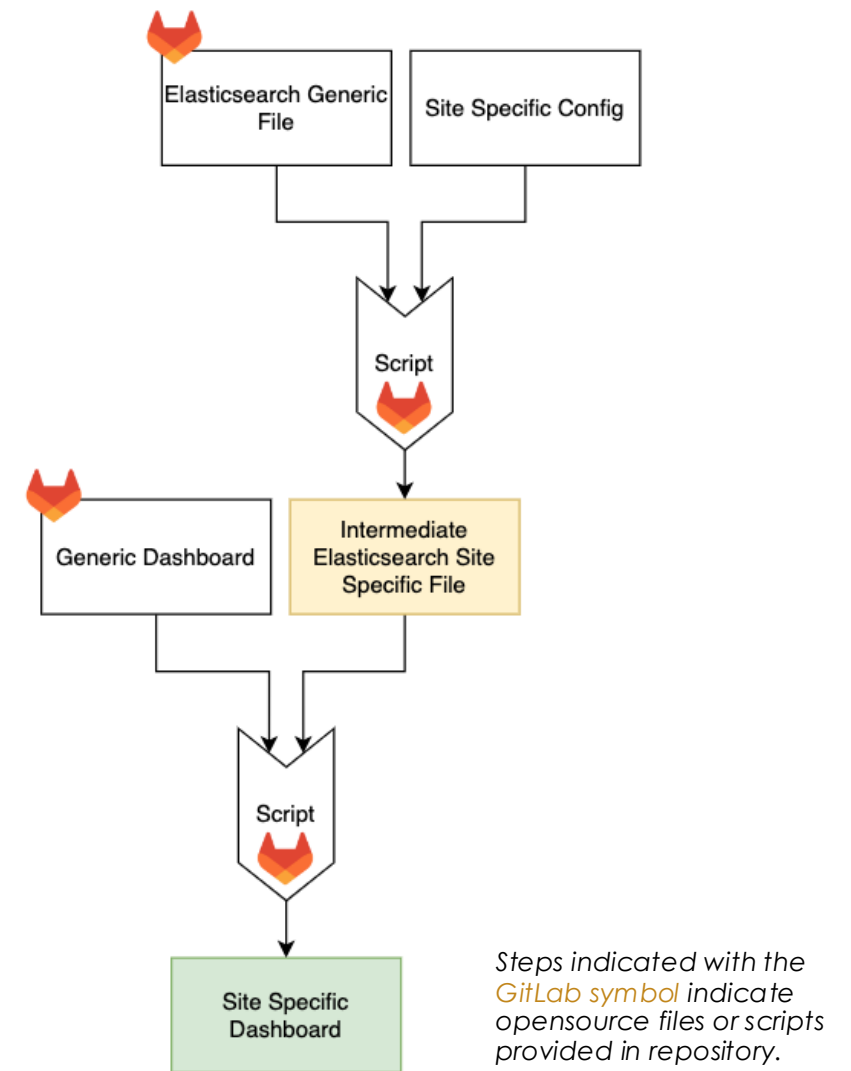 Elasticsearch Generic
File
Site Specific Config
Script
Generic Dashboard
Intermediate
Elasticsearch Site
Specific File
Script
Site Specific
Dashboard
Steps indicated with the
GitLab symbol indicate
opensource files or scripts
provided in repository.